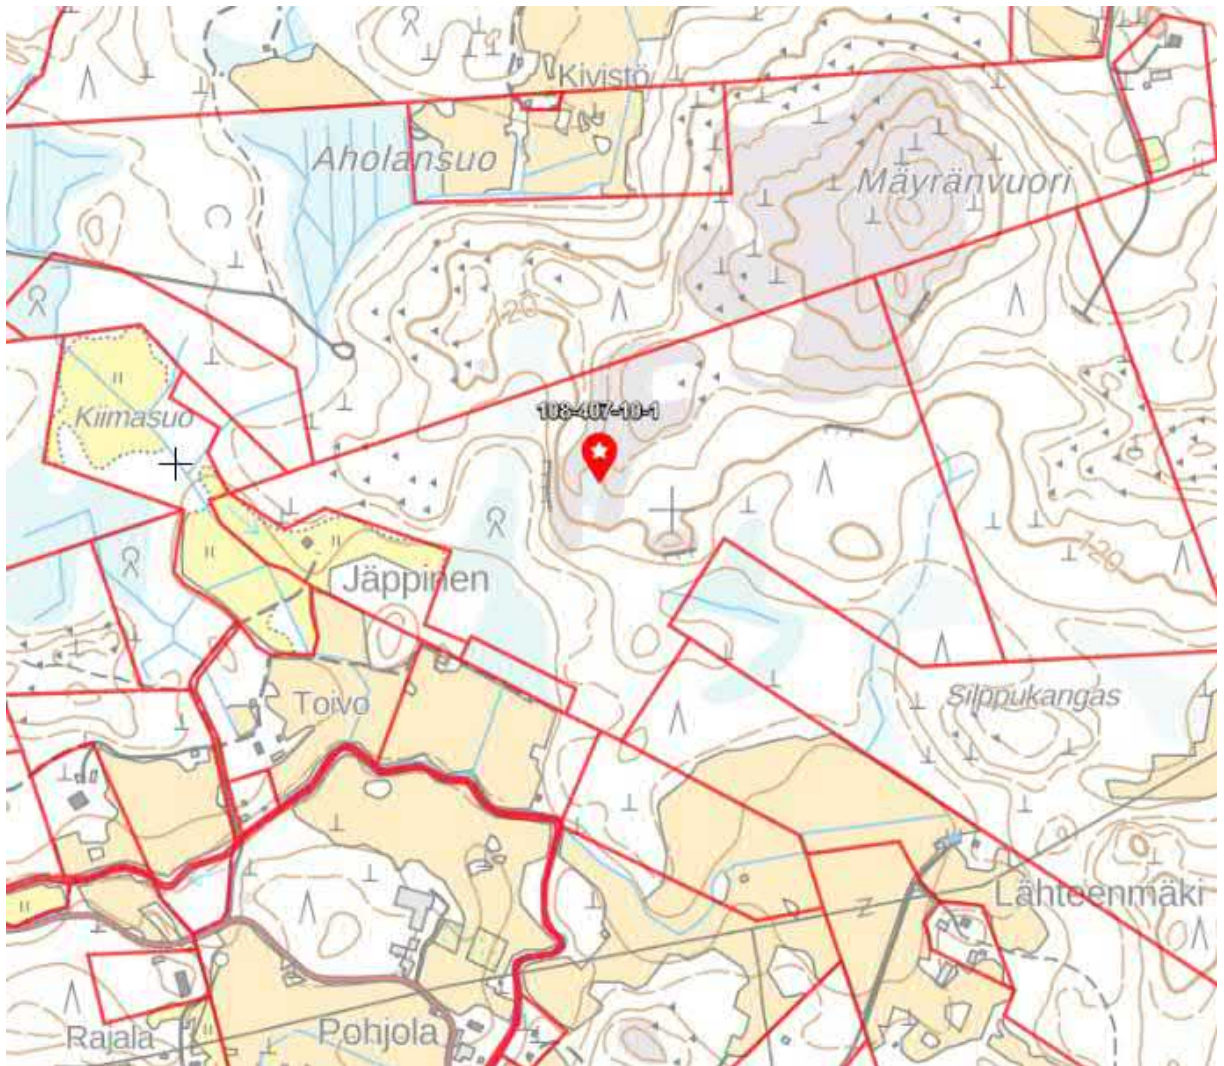 Kivistö
Aholansuo
Mäyränvuori
120
108-407-10-1
Kiimasuo
120
Jäppinen
Silppukangas
Toivo
Lähteenmäki
Z
Rajala
Pohjola